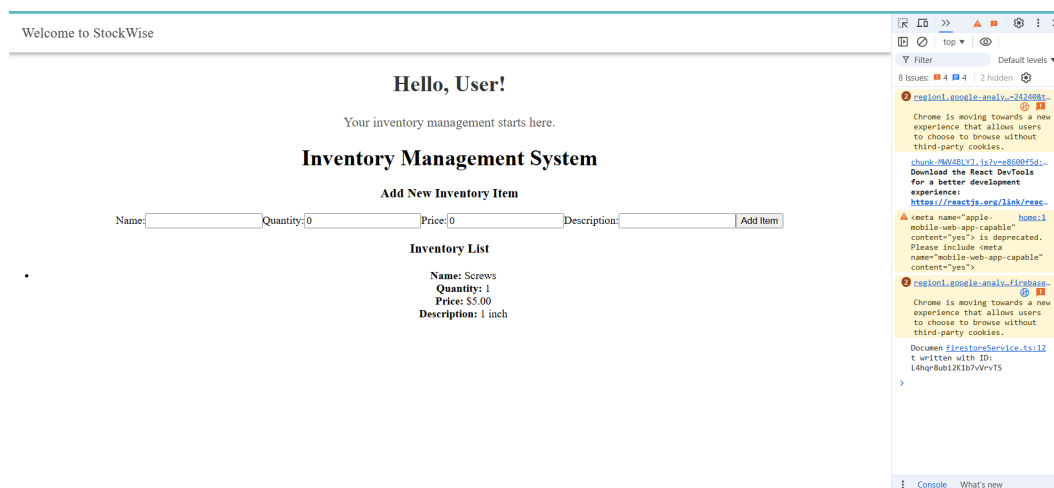 Welcome to StockWise
Hello, User!
Your inventory management starts here.
Inventory Management System
Add New Inventory Item
Name: Quantity: 0 Price: 0 Description: Add Item
Inventory List
Name: Screws
Quantity: 1
Price: $5.00
Description: 1 inch
top
Filter Default levels
8 Issues: 4 4 2 hidden
2 region1.google-analy…=24240&t…
Chrome is moving towards a new
experience that allows users
to choose to browse without
third-party cookies.
chunk-MWV4BLYJ.js?v=e8600f5d:…
Download the React DevTools
for a better development
experience:
https://reactjs.org/link/reac…
<meta name="apple- home:1
mobile-web-app-capable"
content="yes"> is deprecated.
Please include <meta
name="mobile-web-app-capable"
content="yes">
2 region1.google-analy…firebase…
Chrome is moving towards a new
experience that allows users
to choose to browse without
third-party cookies.
Documen firestoreService.ts:12
t written with ID:
L4hqr8ubi2K1b7vVrvTS
Console What's new